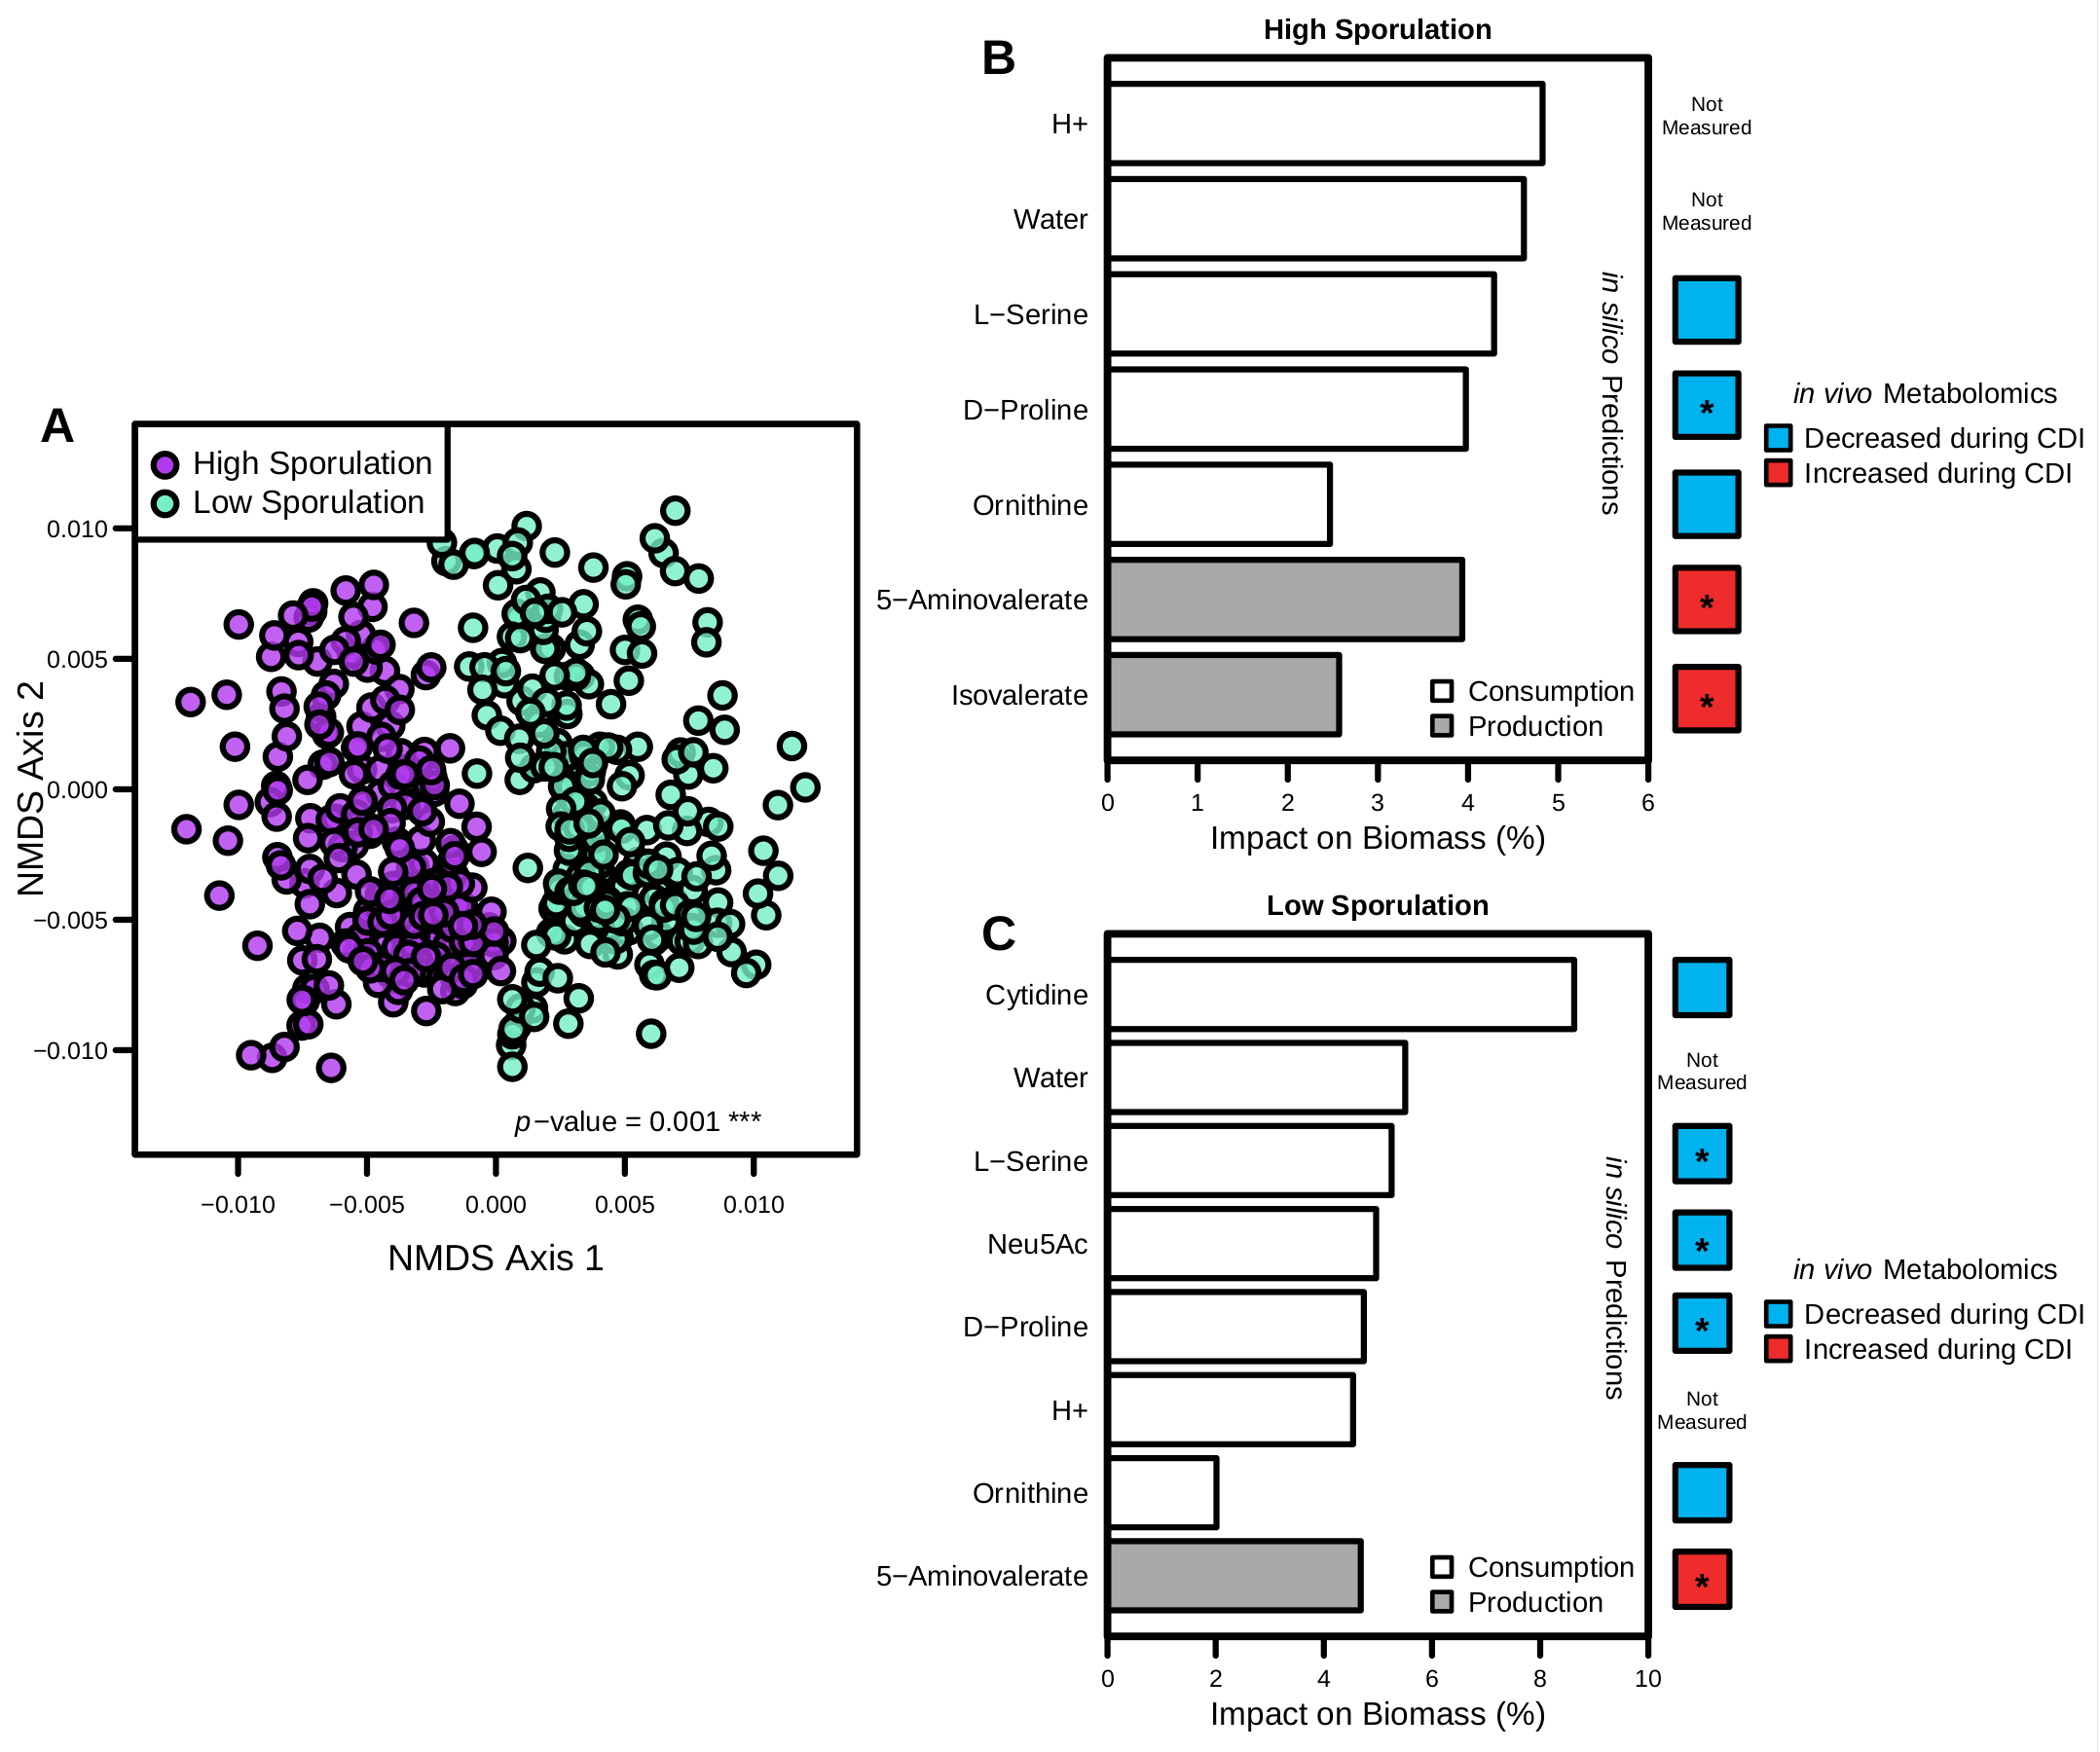 A
High Sporulation
Low Sporulation
NMDS Axis 2
0.010
0.005
0.000
−0.005
−0.010
p−value = 0.001 ***
−0.010 −0.005 0.000 0.005 0.010
NMDS Axis 1
B
High Sporulation
H+
Water
L−Serine
D−Proline
Ornithine
5−Aminovalerate
Isovalerate
in silico Predictions
Consumption
Production
0 1 2 3 4 5 6
Impact on Biomass (%)
Not
Measured
Not
Measured
*
*
*
in vivo Metabolomics
Decreased during CDI
Increased during CDI
C
Low Sporulation
Cytidine
Water
L−Serine
Neu5Ac
D−Proline
H+
Ornithine
5−Aminovalerate
in silico Predictions
Consumption
Production
0 2 4 6 8 10
Impact on Biomass (%)
Not
Measured
*
*
*
Not
Measured
*
in vivo Metabolomics
Decreased during CDI
Increased during CDI